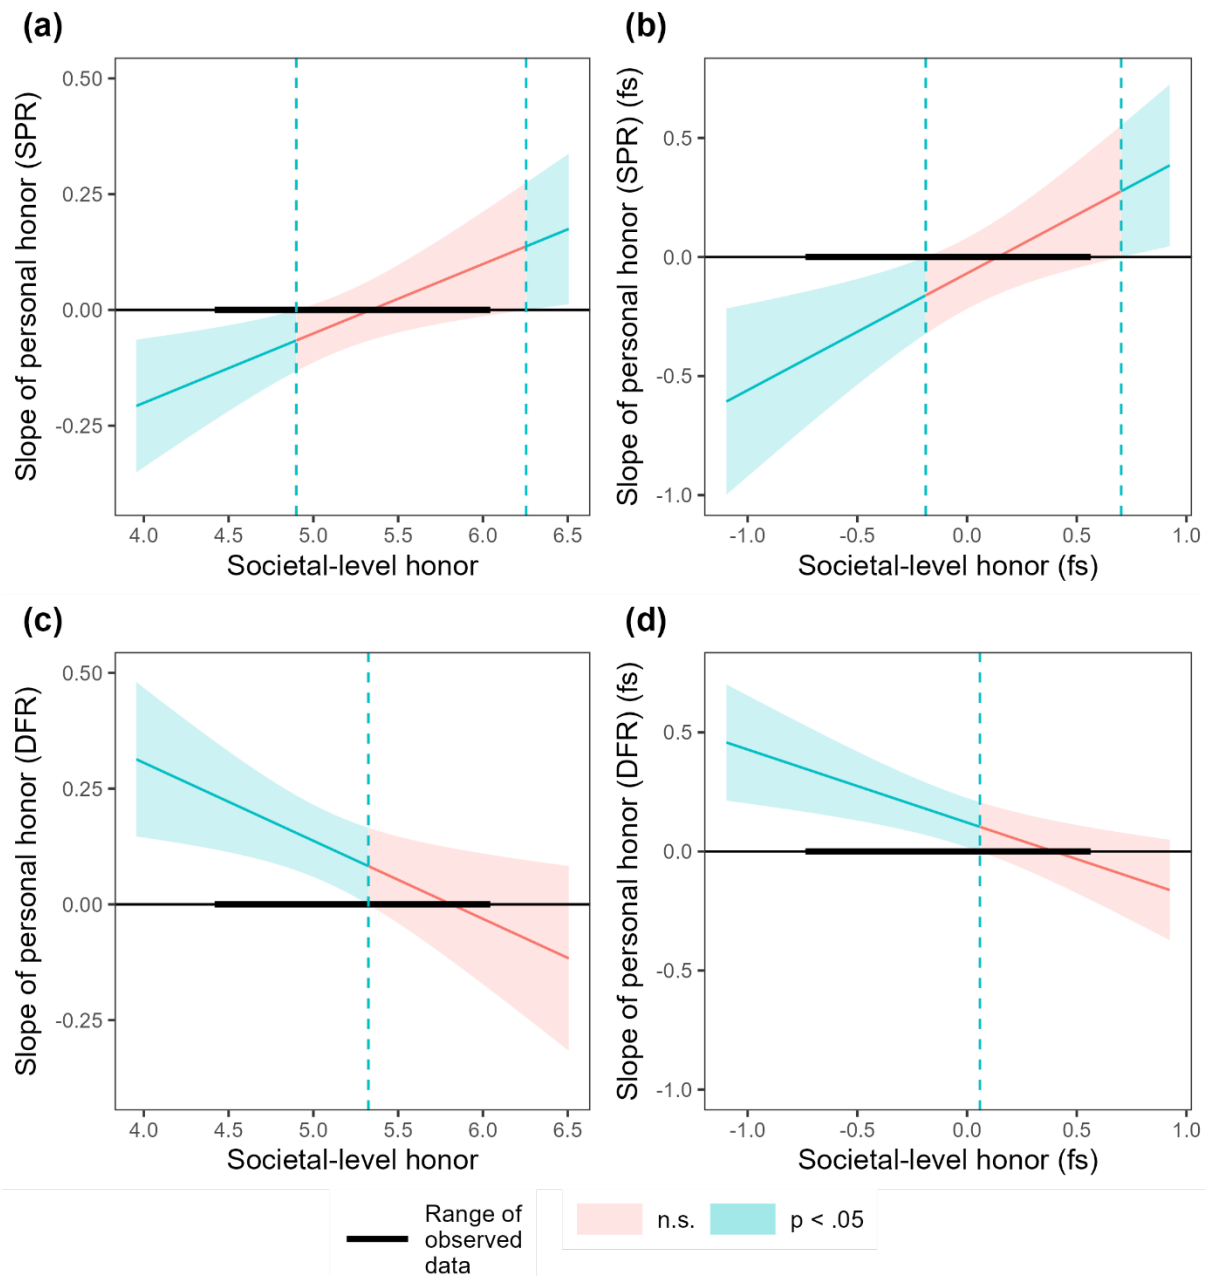 (a)
Slope of personal honor (SPR)
0.50
0.25
0.00
-0.25
4.0 4.5 5.0 5.5 6.0 6.5
Societal-level honor
(b)
Slope of personal honor (SPR) (fs)
0.5
0.0
-0.5
-1.0
-1.0 -0.5 0.0 0.5 1.0
Societal-level honor (fs)
(c)
Slope of personal honor (DFR)
0.50
0.25
0.00
-0.25
4.0 4.5 5.0 5.5 6.0 6.5
Societal-level honor
(d)
Slope of personal honor (DFR) (fs)
0.5
0.0
-0.5
-1.0
-1.0 -0.5 0.0 0.5 1.0
Societal-level honor (fs)
Range of
observed
data
n.s. p < .05